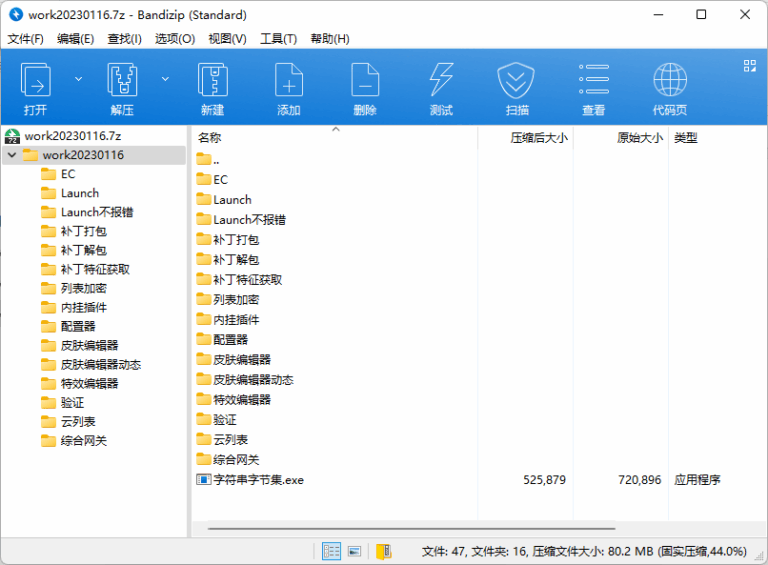 work20230116.7z - Bandizip (Standard)
文件(F) 编辑(E) 查找(I) 选项(O) 视图(V) 工具(T) 帮助(H)
打开 解压 新建 添加 删除 测试 扫描 查看 代码页
work20230116.7z
work20230116
EC
Launch
Launch不报错
补丁打包
补丁解包
补丁特征获取
列表加密
内挂插件
配置器
皮肤编辑器
皮肤编辑器动态
特效编辑器
验证
云列表
综合网关
名称 压缩后大小 原始大小 类型
..
EC
Launch
Launch不报错
补丁打包
补丁解包
补丁特征获取
列表加密
内挂插件
配置器
皮肤编辑器
皮肤编辑器动态
特效编辑器
验证
云列表
综合网关
字符串字节集.exe 525,879 720,896 应用程序
文件: 47, 文件夹: 16, 压缩文件大小: 80.2 MB (固实压缩,44.0%)